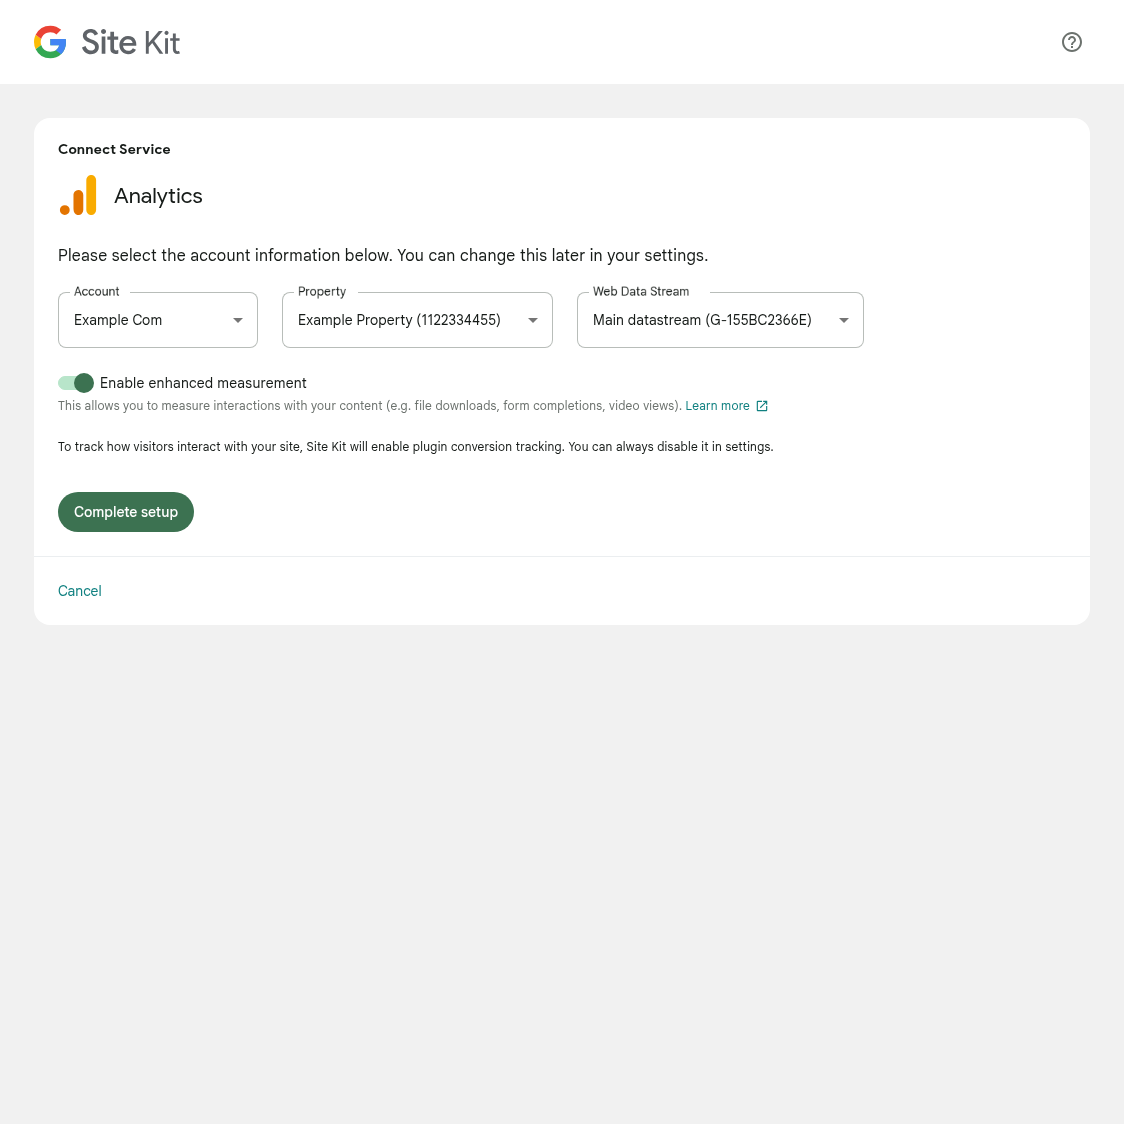 Site Kit
Connect Service
Analytics
Please select the account information below. You can change this later in your settings.
Account
Example Com
Property
Example Property (1122334455)
Web Data Stream
Main datastream (G-155BC2366E)
Enable enhanced measurement
This allows you to measure interactions with your content (e.g. file downloads, form completions, video views). Learn more
To track how visitors interact with your site, Site Kit will enable plugin conversion tracking. You can always disable it in settings.
Complete setup
Cancel